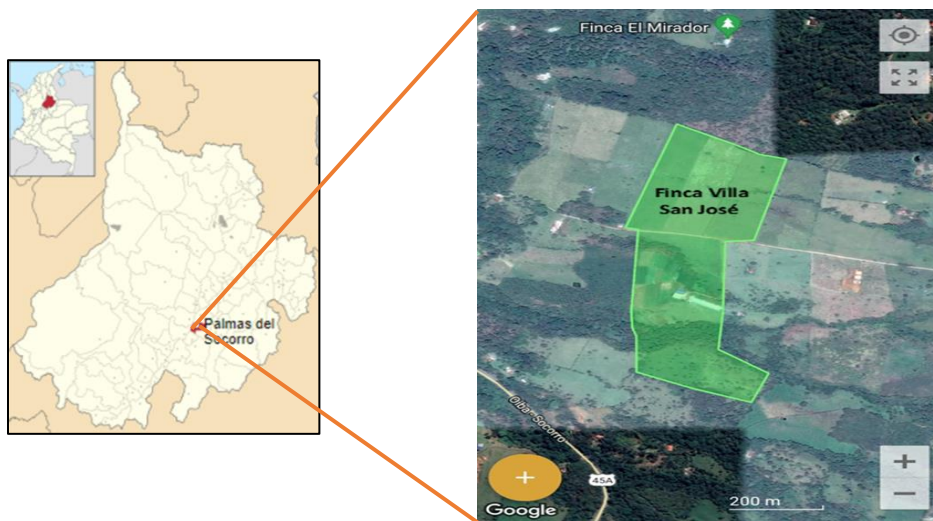 Palmas del
Socorro
Finca El Mirador
Finca Villa
San José
Oiba - Socorro
45A
200 m
Google